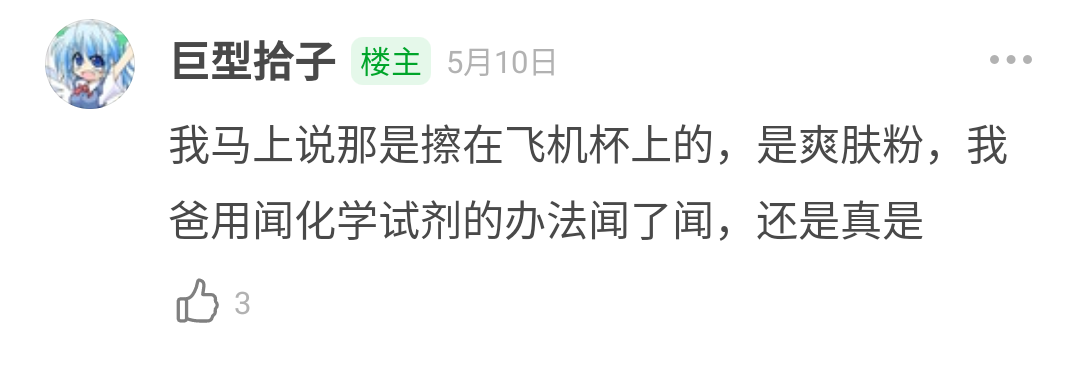 巨型拾子 楼主 5月10日
我马上说那是擦在飞机杯上的，是爽肤粉，我
爸用闻化学试剂的办法闻了闻，还是真是
3